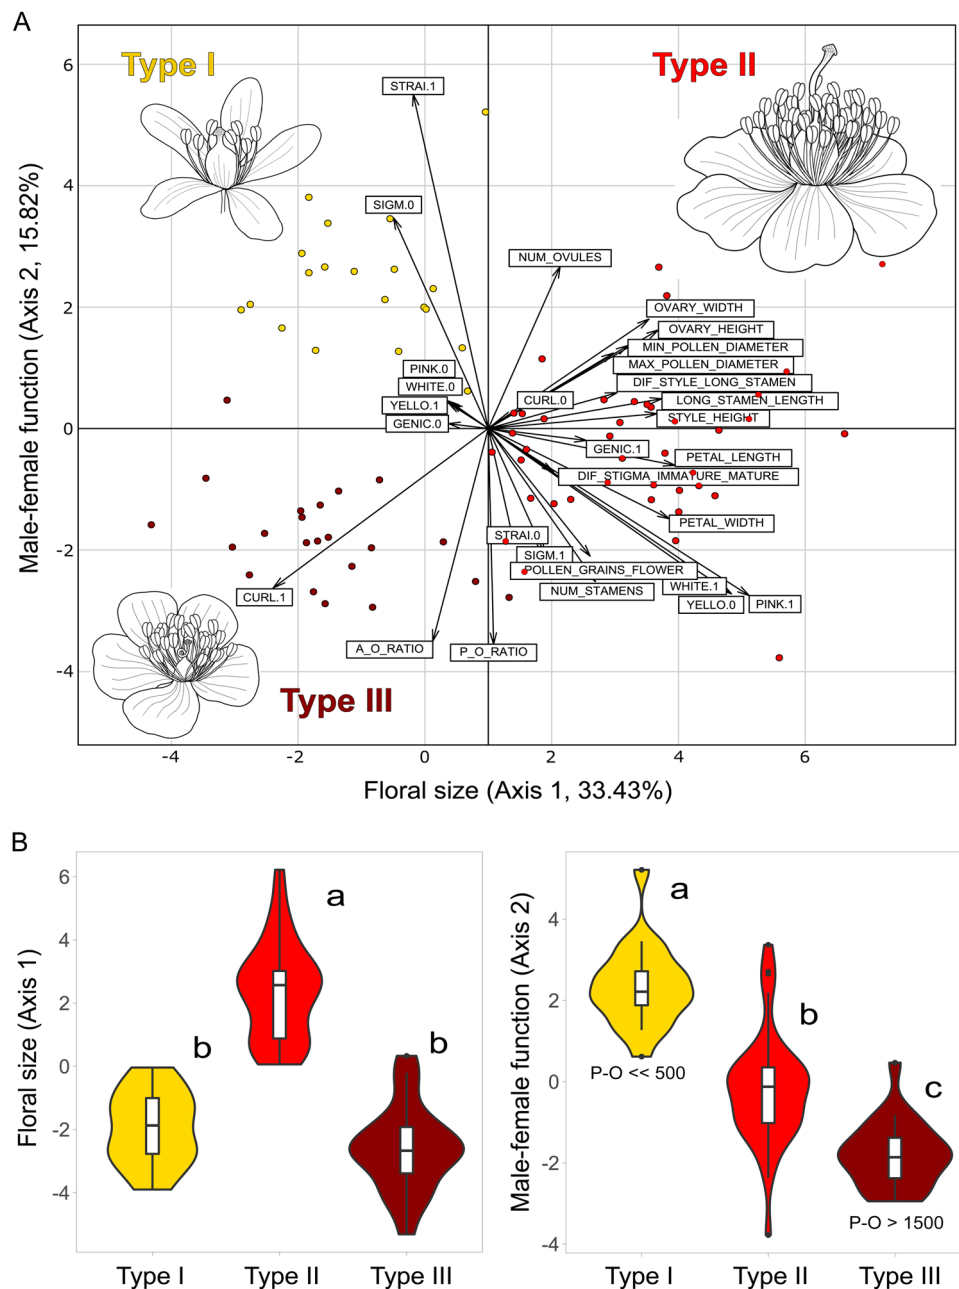 A
Type I
Type II
6
STRAI.1
4
SIGM.0
NUM_OVULES
2
OVARY_WIDTH
OVARY_HEIGHT
MIN_POLLEN_DIAMETER
MAX_POLLEN_DIAMETER
PINK.0
DIF_STYLE_LONG_STAMEN
WHITE.0
CURL.0
LONG_STAMEN_LENGTH
YELLO.1
STYLE_HEIGHT
GENIC.0
0
GENIC.1
PETAL_LENGTH
DIF_STIGMA_IMMATURE_MATURE
PETAL_WIDTH
STRAI.0
-2
SIGM.1
POLLEN_GRAINS_FLOWER
NUM_STAMENS
WHITE.1
CURL.1
YELLO.0
PINK.1
A_O_RATIO
P_O_RATIO
-4
Type III
Male-female function (Axis 2, 15.82%)
-4
-2
0
2
4
6
Floral size (Axis 1, 33.43%)
B
Floral size (Axis 1)
6
4
2
0
-2
-4
b
a
b
Type I
Type II
Type III
Male-female function (Axis 2)
4
2
0
-2
-4
a
P-O << 500
b
c
P-O > 1500
Type I
Type II
Type III